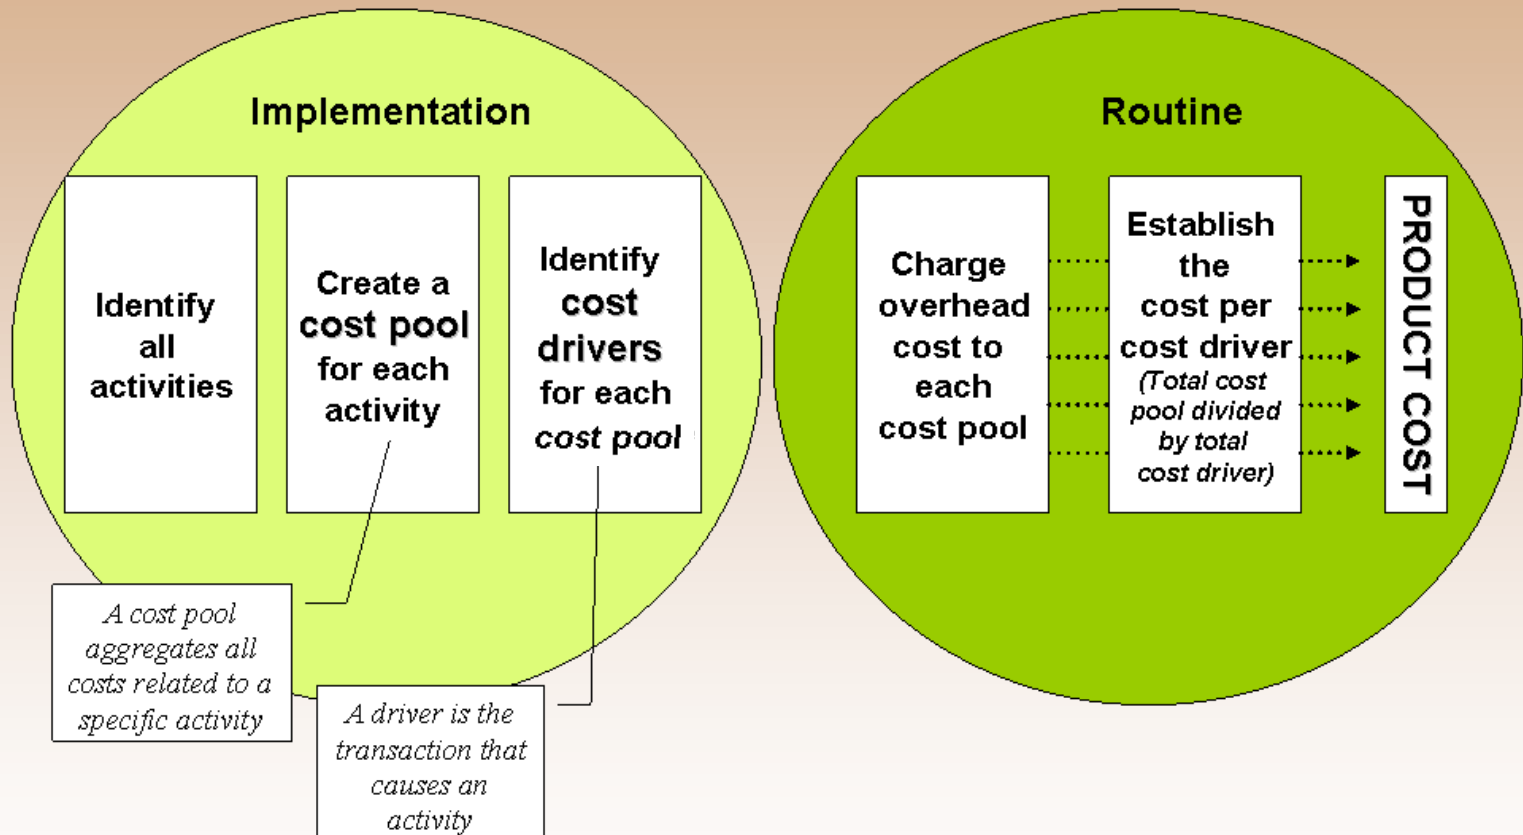 Implementation
Identify
all
activities
Create a
cost pool
for each
activity
Identify
cost
drivers
for each
cost pool
A cost pool
aggregates all
costs related to a
specific activity
A driver is the
transaction that
causes an
activity
Routine
Charge
overhead
cost to
each
cost pool
Establish
the
cost per
cost driver
(Total cost
pool divided
by total
cost driver)
PRODUCT COST